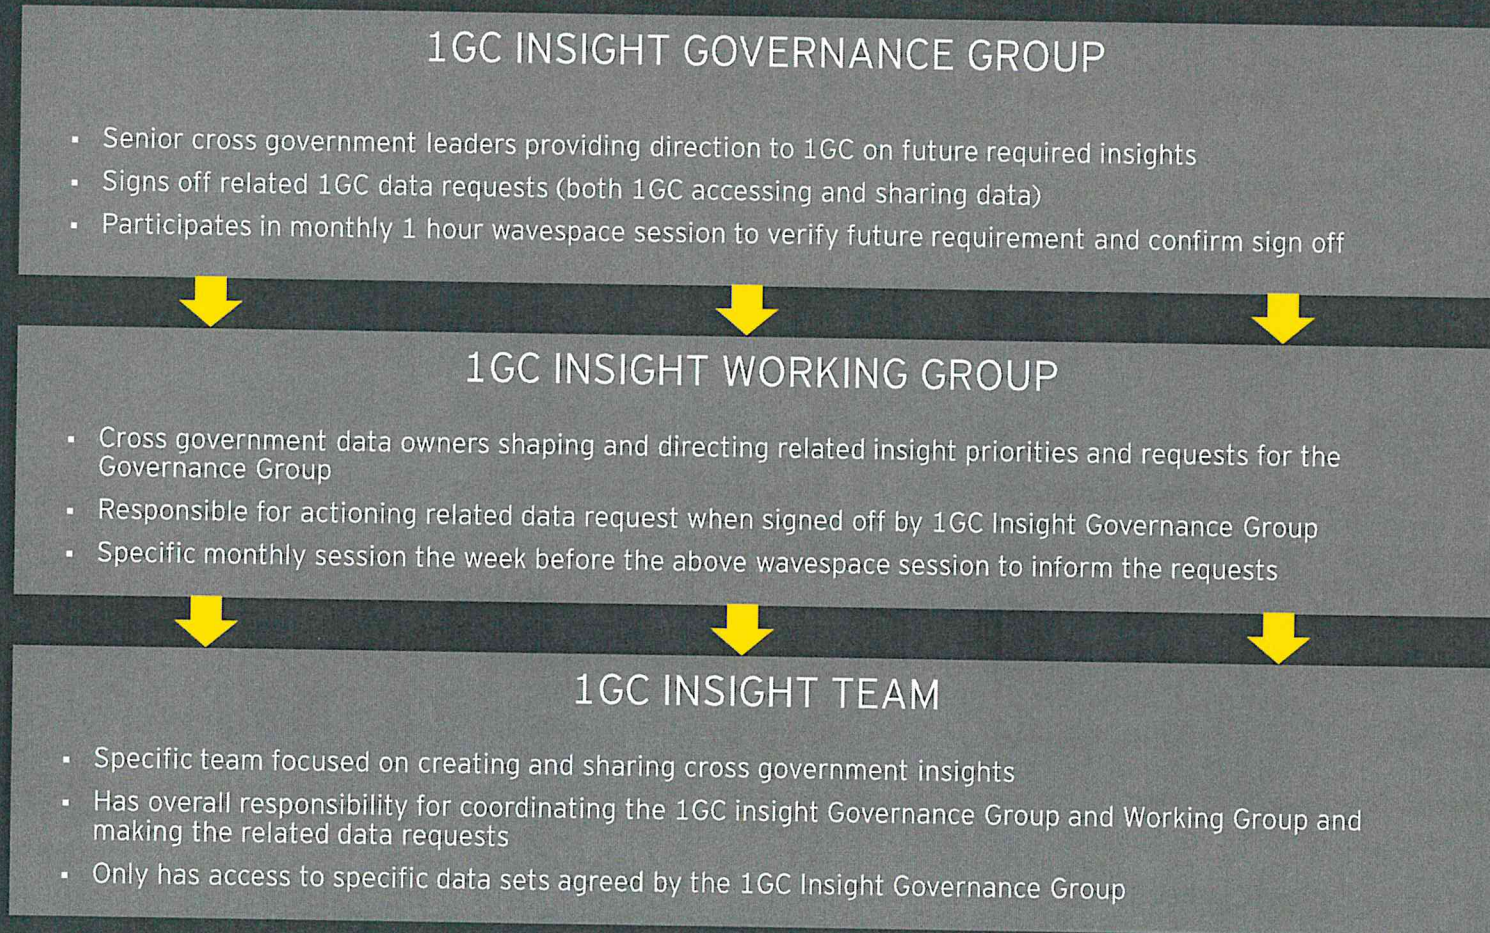 1GC INSIGHT GOVERNANCE GROUP
▪ Senior cross government leaders providing direction to 1GC on future required insights
▪ Signs off related 1GC data requests (both 1GC accessing and sharing data)
▪ Participates in monthly 1 hour wavespace session to verify future requirement and confirm sign off
1GC INSIGHT WORKING GROUP
▪ Cross government data owners shaping and directing related insight priorities and requests for the
Governance Group
▪ Responsible for actioning related data request when signed off by 1GC Insight Governance Group
▪ Specific monthly session the week before the above wavespace session to inform the requests
1GC INSIGHT TEAM
▪ Specific team focused on creating and sharing cross government insights
▪ Has overall responsibility for coordinating the 1GC insight Governance Group and Working Group and
making the related data requests
▪ Only has access to specific data sets agreed by the 1GC Insight Governance Group